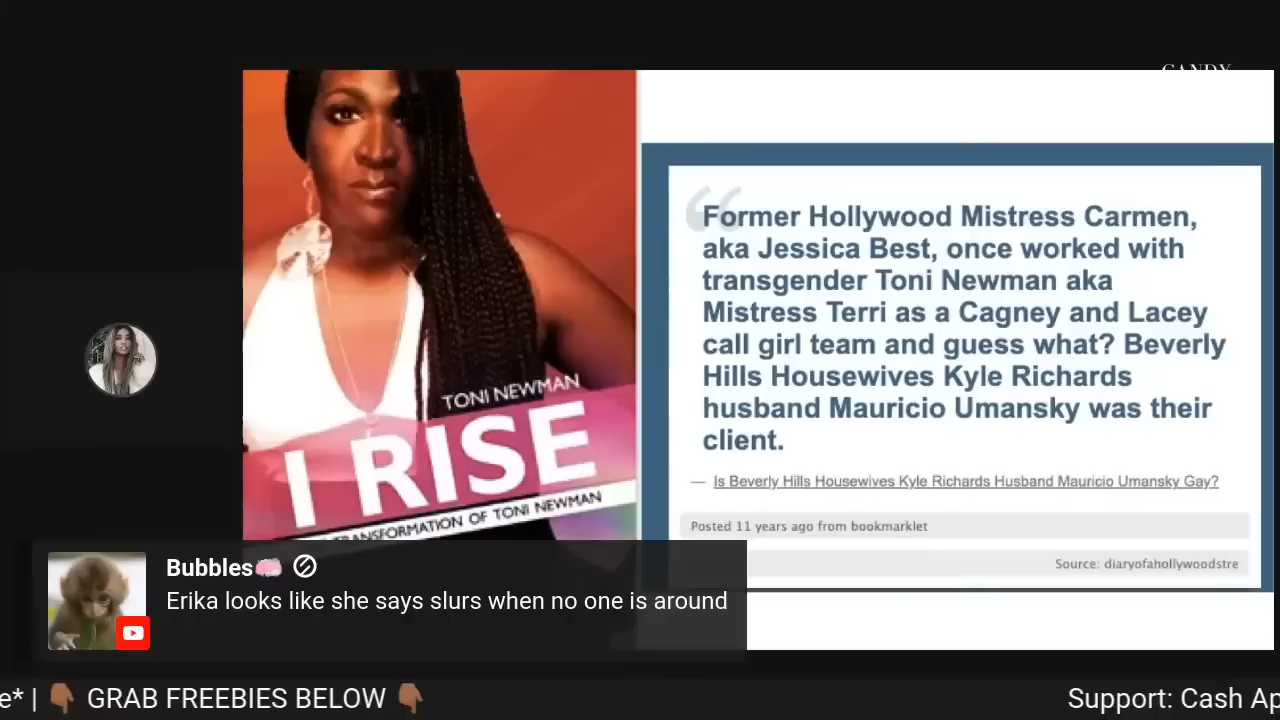 CANDY
Former Hollywood Mistress Carmen,
aka Jessica Best, once worked with
transgender Toni Newman aka
Mistress Terri as a Cagney and Lacey
call girl team and guess what? Beverly
Hills Housewives Kyle Richards
husband Mauricio Umansky was their
client.
— Is Beverly Hills Housewives Kyle Richards Husband Mauricio Umansky Gay?
Posted 11 years ago from bookmarklet
Source: diaryofahollywoodstre
TONI NEWMAN
I RISE
TRANSFORMATION OF TONI NEWMAN
Bubbles
Erika looks like she says slurs when no one is around
e* | 👇🏾 GRAB FREEBIES BELOW 👇🏾
Support: Cash Ap